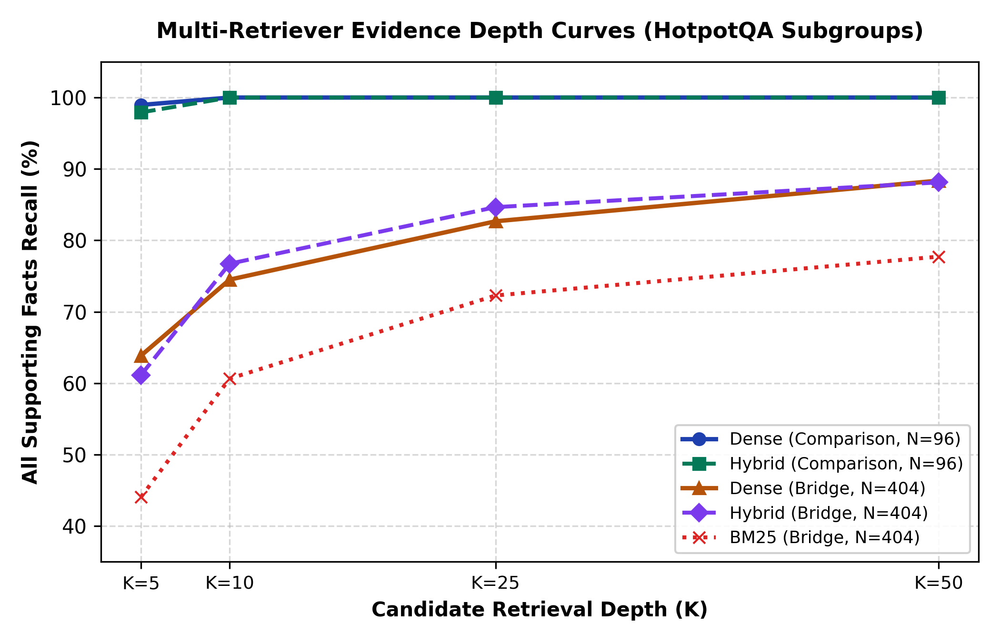 Multi-Retriever Evidence Depth Curves (HotpotQA Subgroups)
All Supporting Facts Recall (%)
100
90
80
70
60
50
40
Dense (Comparison, N=96)
Hybrid (Comparison, N=96)
Dense (Bridge, N=404)
Hybrid (Bridge, N=404)
BM25 (Bridge, N=404)
K=5
K=10
K=25
K=50
Candidate Retrieval Depth (K)